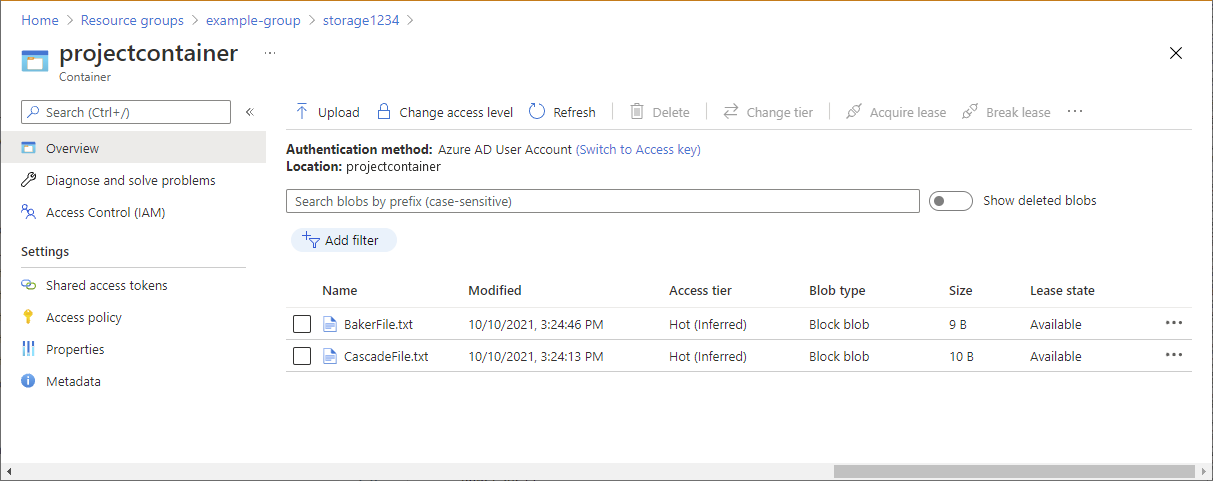 Home > Resource groups > example-group > storage1234 >
projectcontainer ...
Container
Search (Ctrl+/) «
Upload Change access level Refresh Delete Change tier Acquire lease Break lease ...
Overview
Diagnose and solve problems
Access Control (IAM)
Settings
Shared access tokens
Access policy
Properties
Metadata
Authentication method: Azure AD User Account (Switch to Access key)
Location: projectcontainer
Search blobs by prefix (case-sensitive) Show deleted blobs
Add filter
Name Modified Access tier Blob type Size Lease state
BakerFile.txt 10/10/2021, 3:24:46 PM Hot (Inferred) Block blob 9 B Available ...
CascadeFile.txt 10/10/2021, 3:24:13 PM Hot (Inferred) Block blob 10 B Available ...